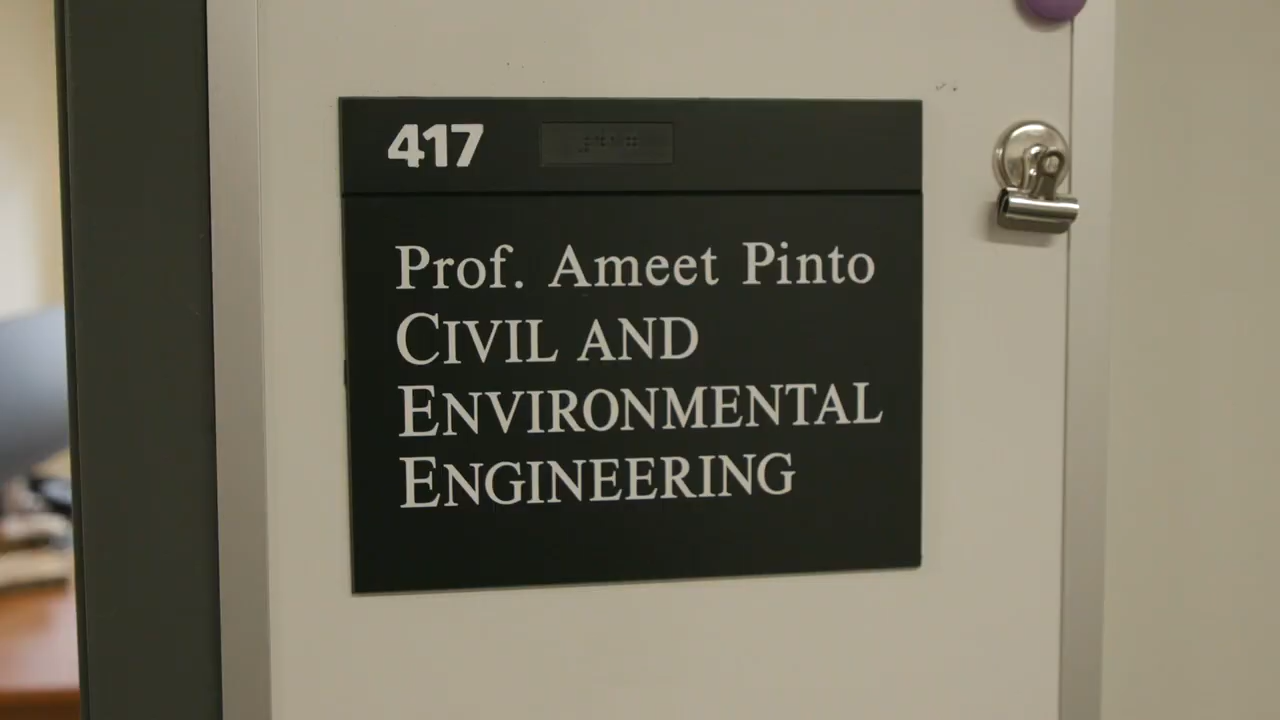 417
Prof. Ameet Pinto
CIVIL AND
ENVIRONMENTAL
ENGINEERING